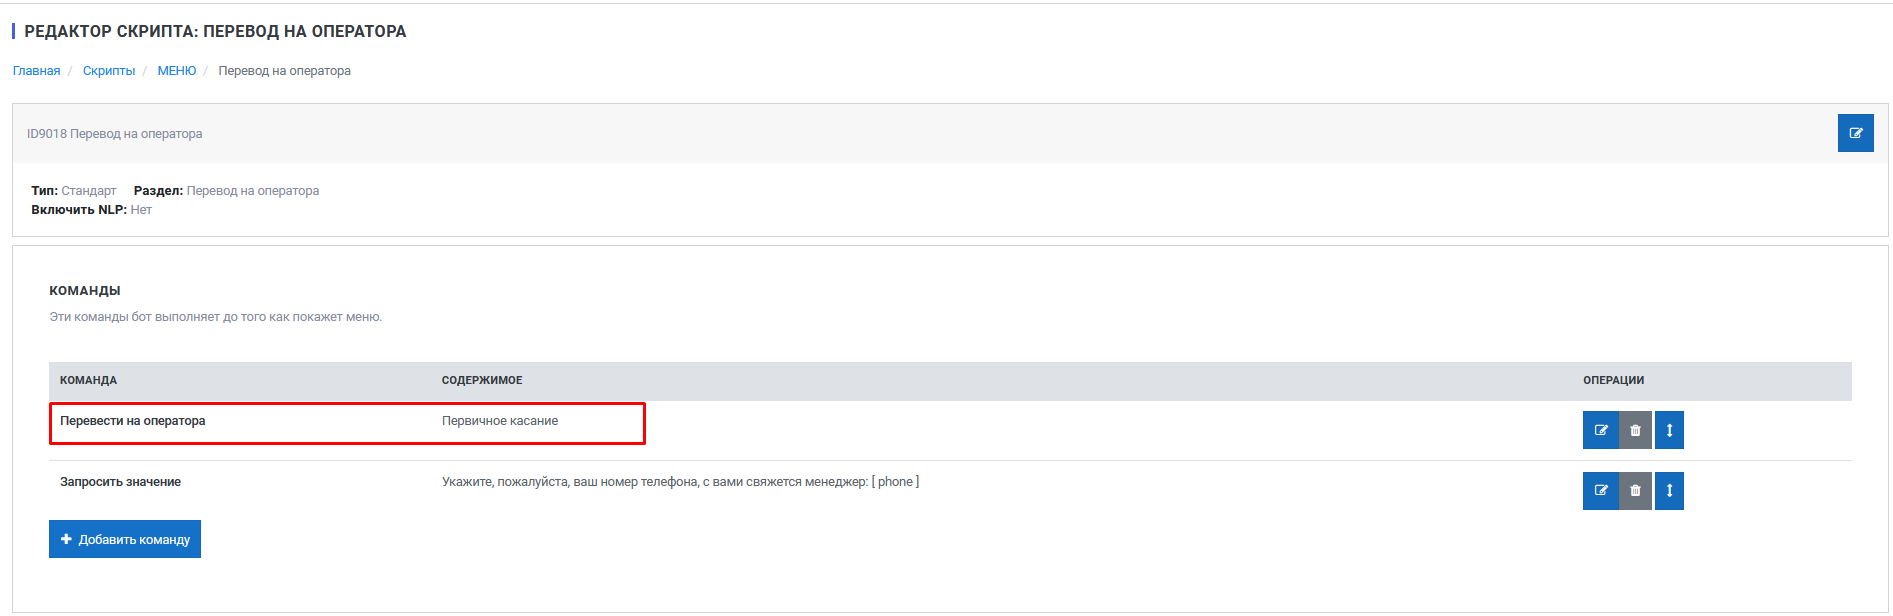 РЕДАКТОР СКРИПТА: ПЕРЕВОД НА ОПЕРАТОРА
Главная / Скрипты / МЕНЮ / Перевод на оператора
ID9018 Перевод на оператора
Тип: Стандарт Раздел: Перевод на оператора
Включить NLP: Нет
КОМАНДЫ
Эти команды бот выполняет до того как покажет меню.
КОМАНДА СОДЕРЖИМОЕ ОПЕРАЦИИ
Перевести на оператора Первичное касание
Запросить значение Укажите, пожалуйста, ваш номер телефона, с вами свяжется менеджер: [ phone ]
Добавить команду